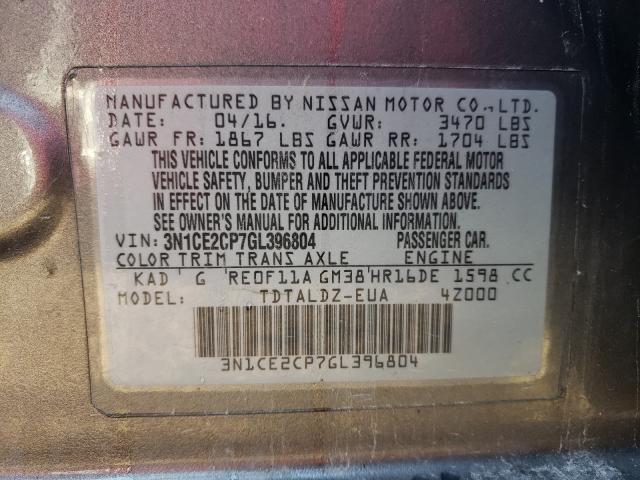 MANUFACTURED BY NISSAN MOTOR CO.,LTD.
DATE: 04/16. GVWR: 3470 LBS
GAWR FR: 1867 LBS GAWR RR: 1704 LBS
THIS VEHICLE CONFORMS TO ALL APPLICABLE FEDERAL MOTOR
VEHICLE SAFETY, BUMPER AND THEFT PREVENTION STANDARDS
IN EFFECT ON THE DATE OF MANUFACTURE SHOWN ABOVE.
SEE OWNER'S MANUAL FOR ADDITIONAL INFORMATION.
VIN: 3N1CE2CP7GL396804 PASSENGER CAR.
COLOR TRIM TRANS AXLE ENGINE
KAD G RE0F11A GM38 HR16DE 1598 CC
MODEL: TDTALDZ-EUA 4Z000
3N1CE2CP7GL396804